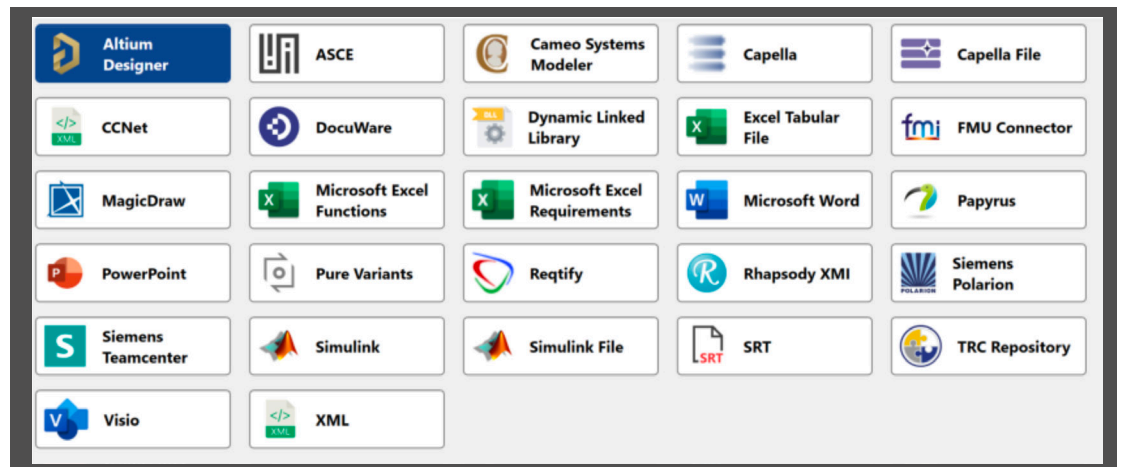 Altium
Designer
ASCE
Cameo Systems
Modeler
Capella
Capella File
</>
XML
CCNet
DocuWare
DLL
Dynamic Linked
Library
X
Excel Tabular
File
fmi
FMU Connector
MagicDraw
X
Microsoft Excel
Functions
X
Microsoft Excel
Requirements
W
Microsoft Word
Papyrus
P
PowerPoint
Pure Variants
Reqtify
R
Rhapsody XMI
POLARION
Siemens
Polarion
S
Siemens
Teamcenter
Simulink
Simulink File
SRT
SRT
TRC Repository
V
Visio
</>
XML
XML